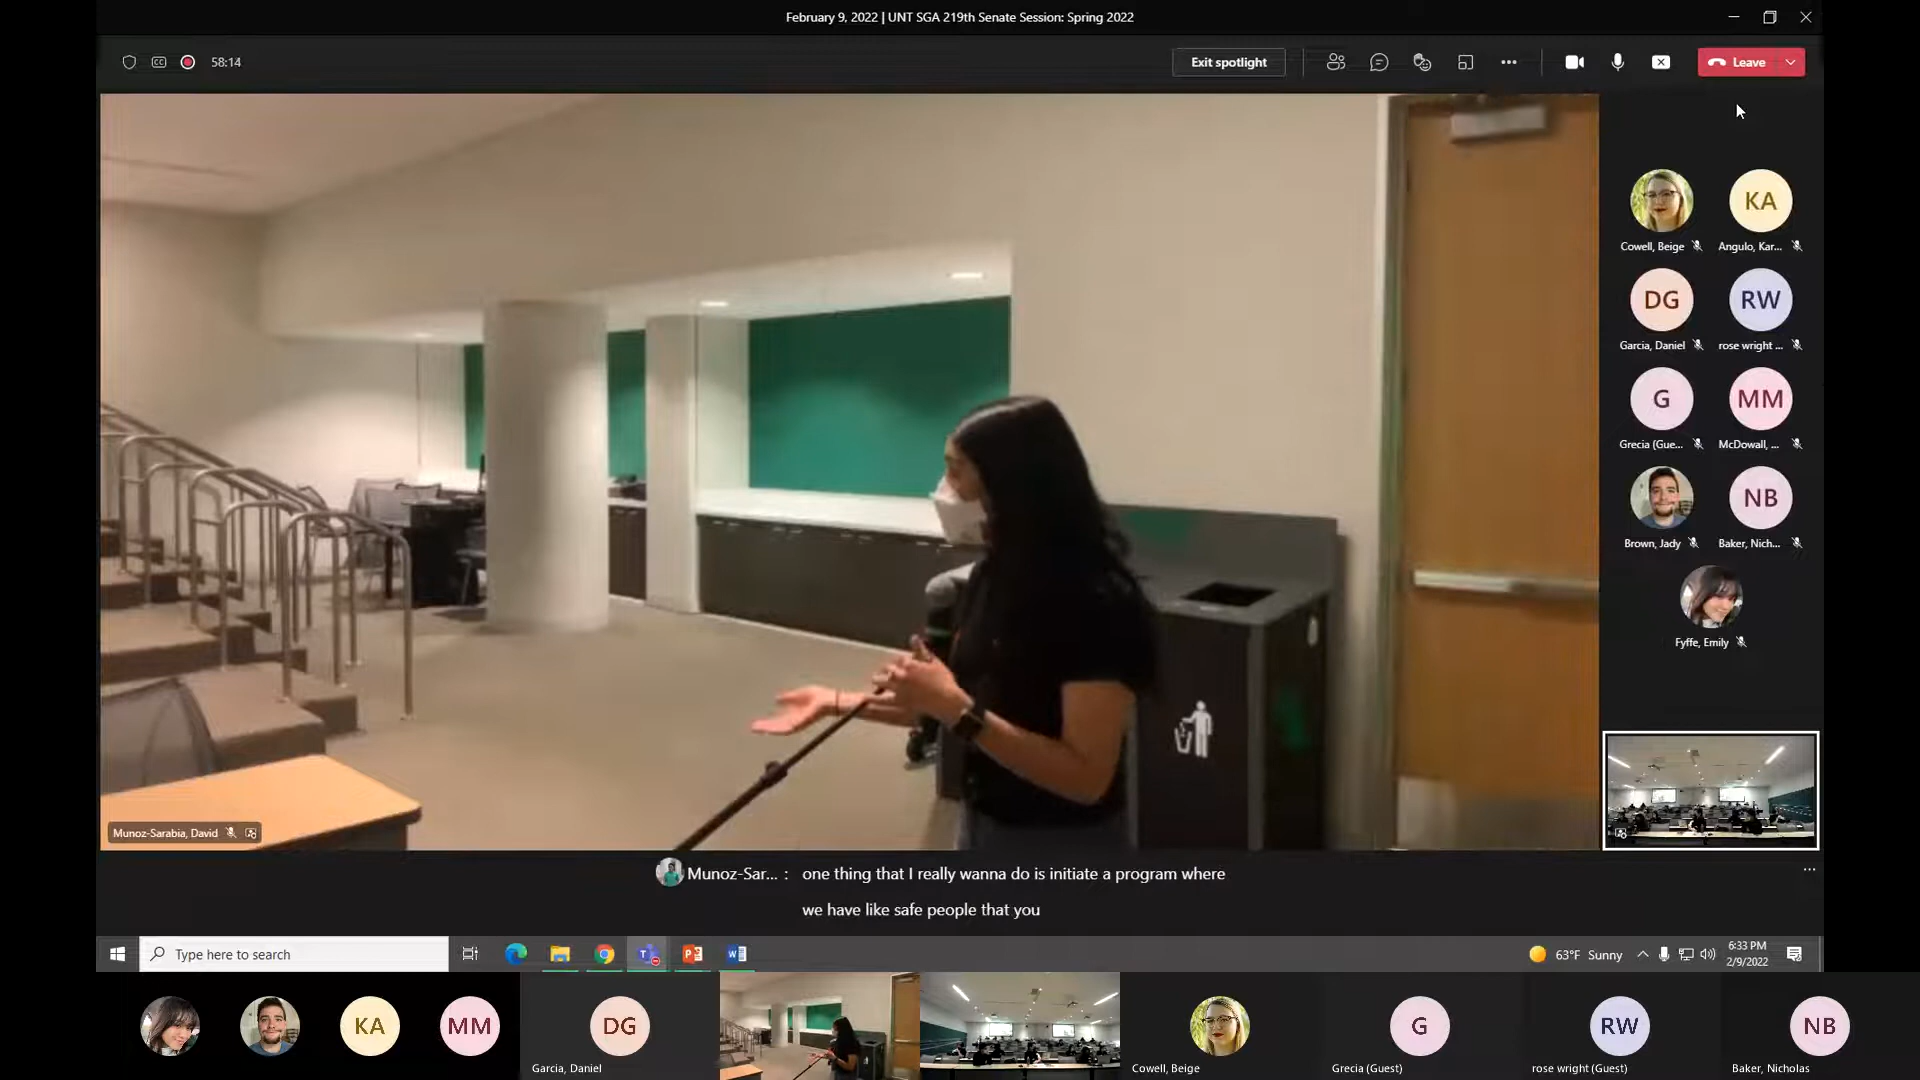 February 9, 2022 | UNT SGA 219th Senate Session: Spring 2022
CC
58:14
Exit spotlight
Leave
KA
Cowell, Beige
Angulo, Kar...
DG
RW
Garcia, Daniel
rose wright ...
G
MM
Grecia (Gue...
McDowall, ...
NB
Brown, Jady
Baker, Nich...
Fyffe, Emily
Munoz-Sarabia, David
Munoz-Sar... : one thing that I really wanna do is initiate a program where
we have like safe people that you
Type here to search
63°F Sunny
6:33 PM
2/9/2022
KA
MM
DG
G
RW
NB
Garcia, Daniel
Cowell, Beige
Grecia (Guest)
rose wright (Guest)
Baker, Nicholas